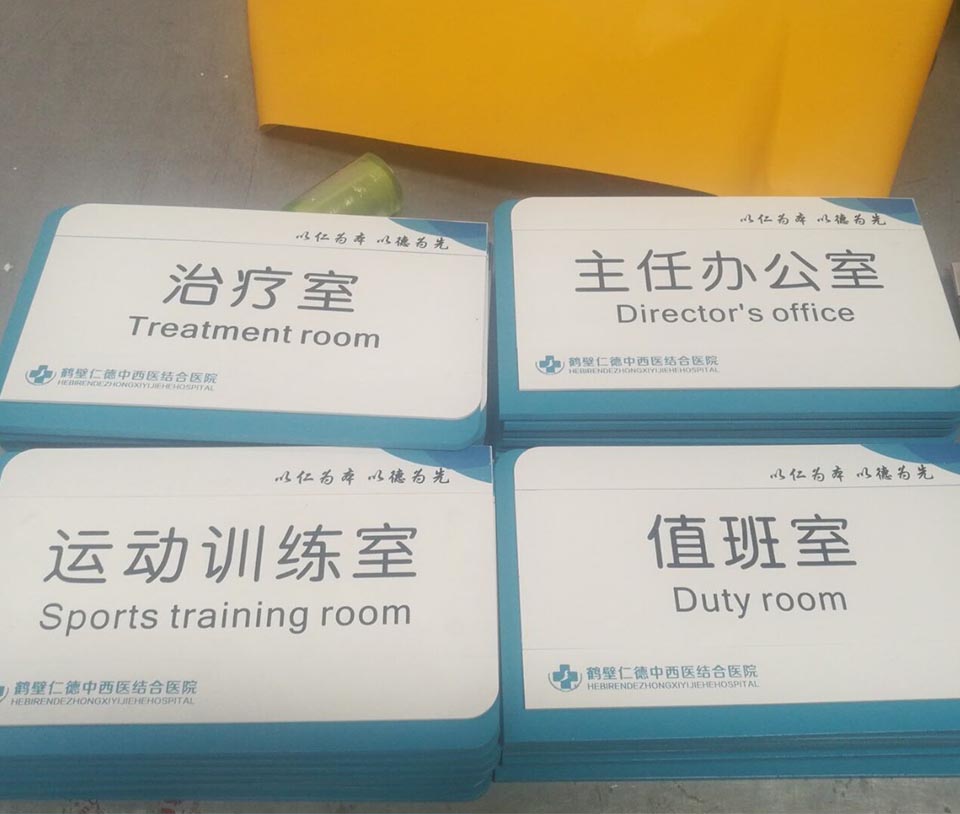 以仁为本 以德为先
治疗室
Treatment room
鹤壁仁德中西医结合医院
HEBIRENDEZHONGXIYIJIEHEHOSPITAL
以仁为本 以德为先
主任办公室
Director's office
鹤壁仁德中西医结合医院
HEBIRENDEZHONGXIYIJIEHEHOSPITAL
以仁为本 以德为先
运动训练室
Sports training room
鹤壁仁德中西医结合医院
HEBIRENDEZHONGXIYIJIEHEHOSPITAL
以仁为本 以德为先
值班室
Duty room
鹤壁仁德中西医结合医院
HEBIRENDEZHONGXIYIJIEHEHOSPITAL